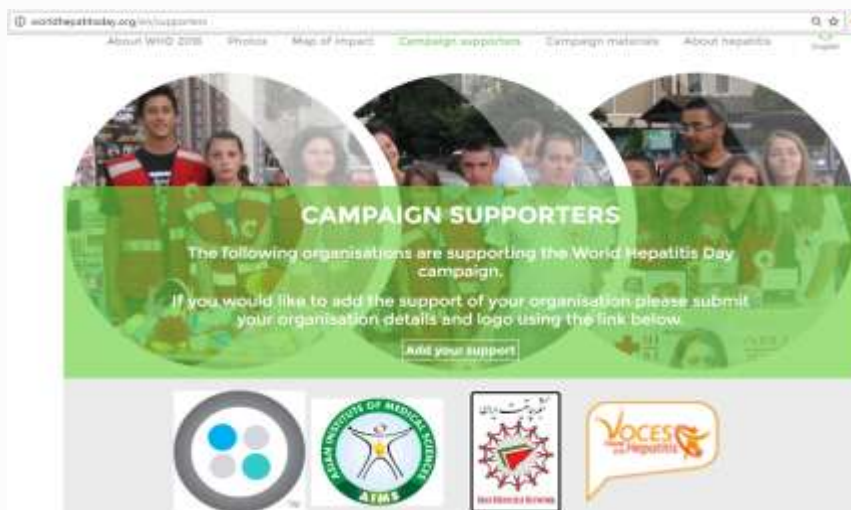 worldhepatitisday.org/en/supporters
About WHD 2016 Photos Map of impact Campaign supporters Campaign materials About hepatitis English
CAMPAIGN SUPPORTERS
The following organisations are supporting the World Hepatitis Day
campaign.
If you would like to add the support of your organisation please submit
your organisation details and logo using the link below.
Add your support
ASIAN INSTITUTE OF MEDICAL SCIENCES
AIMS
VOCES
Hepatitis